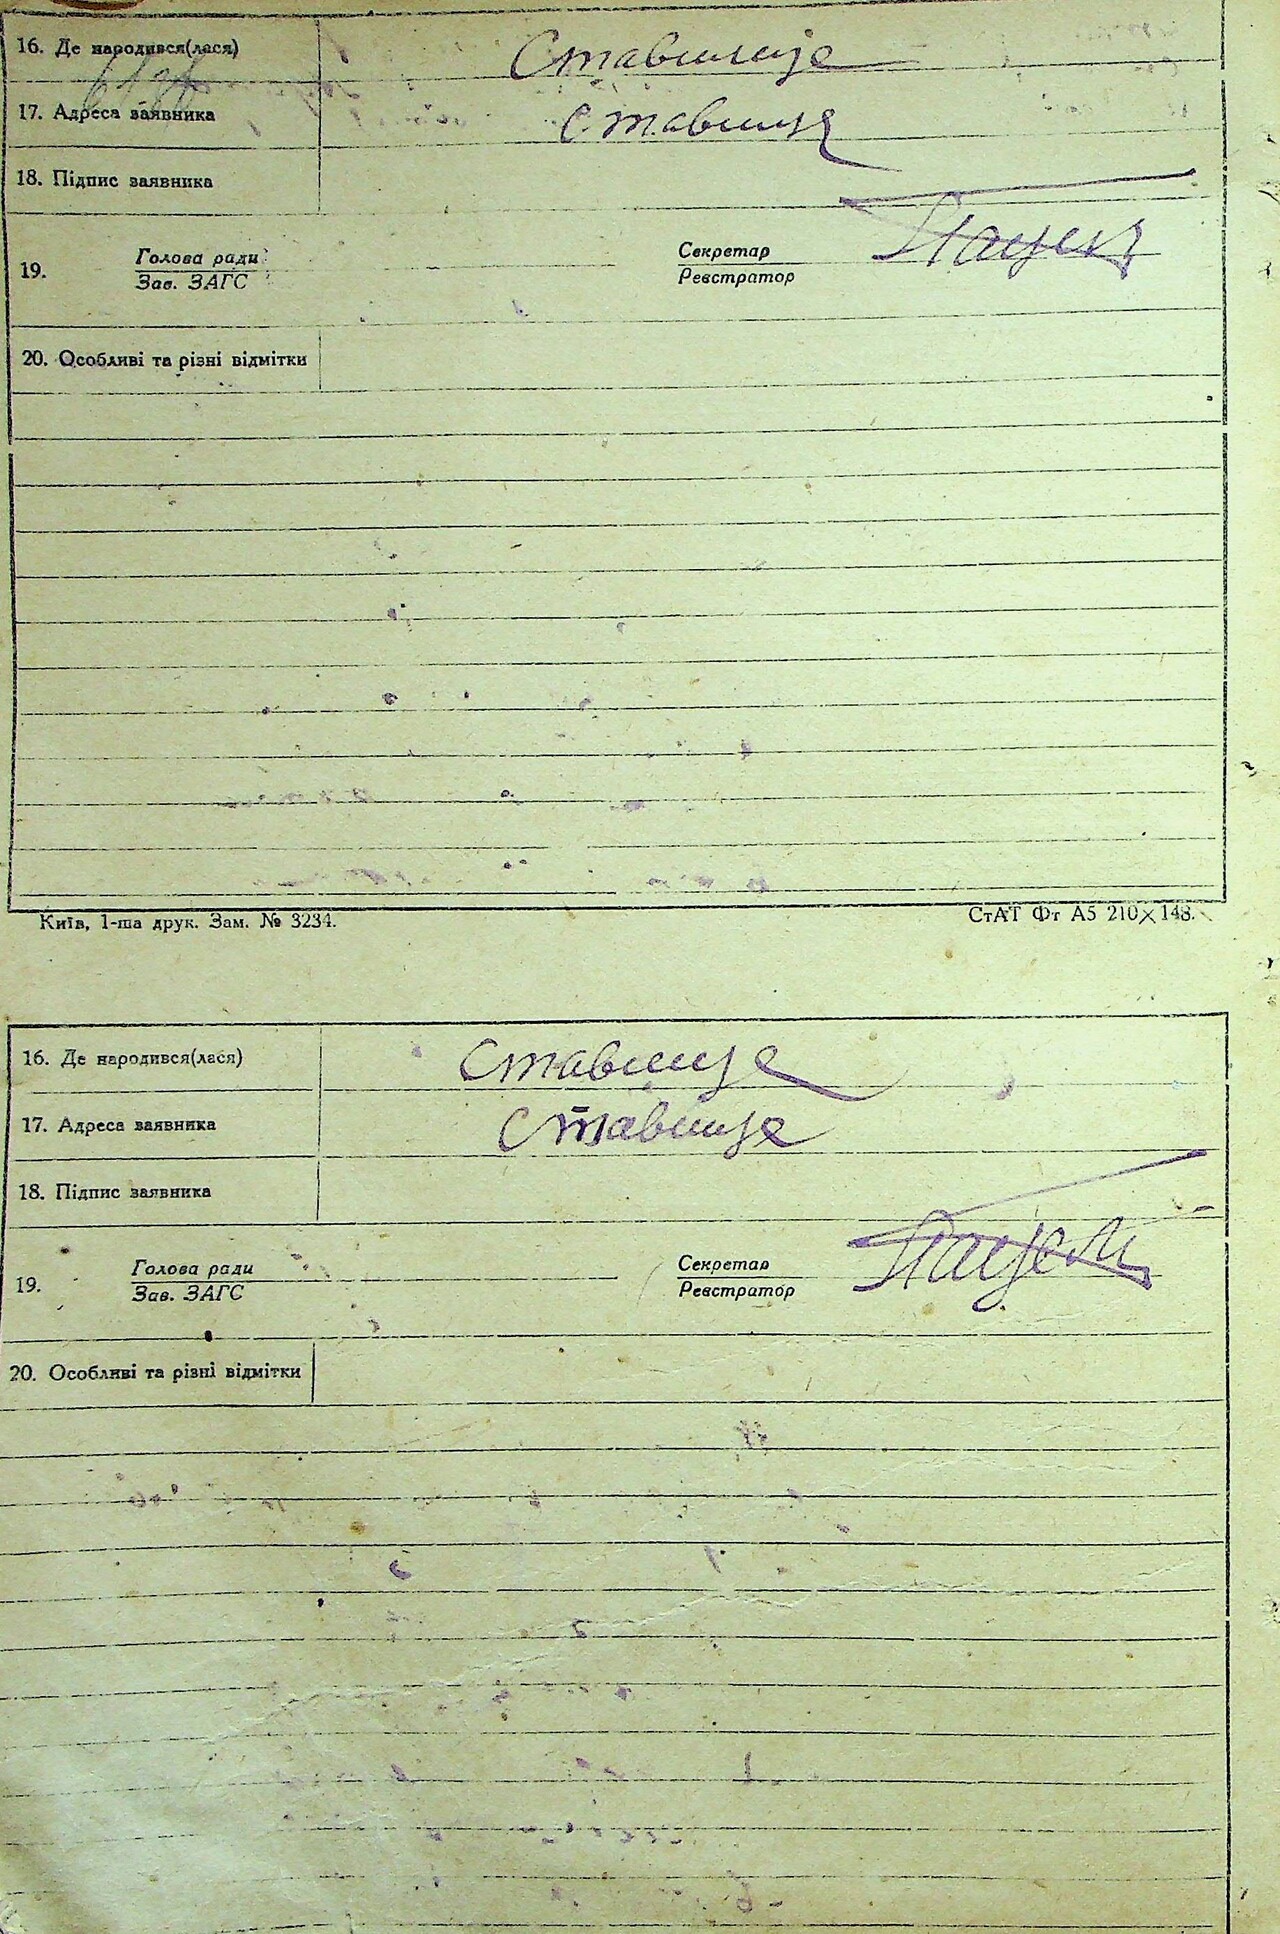 16. Де народився(лася) Ставище
17. Адреса заявника Ставище
18. Підпис заявника
19. Голова ради Секретар
Зав. ЗАГС Реєстратор
20. Особливі та різні відмітки
Київ, 1-ша друк. Зам. № 3234. СтАТ Фт А5 210×148.
16. Де народився(лася) Ставище
17. Адреса заявника Ставище
18. Підпис заявника
19. Голова ради Секретар
Зав. ЗАГС Реєстратор
20. Особливі та різні відмітки